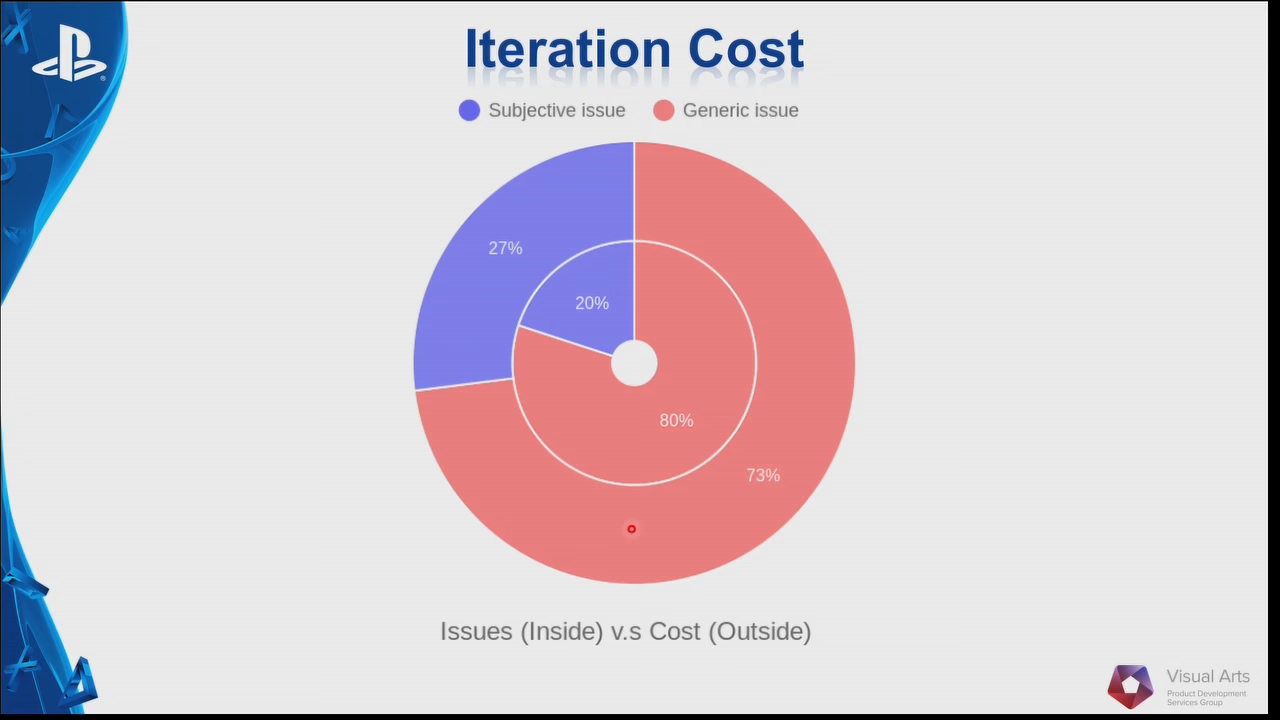 Iteration Cost
Subjective issue
Generic issue
27%
20%
80%
73%
Issues (Inside) v.s Cost (Outside)
Visual Arts
Product Development
Services Group